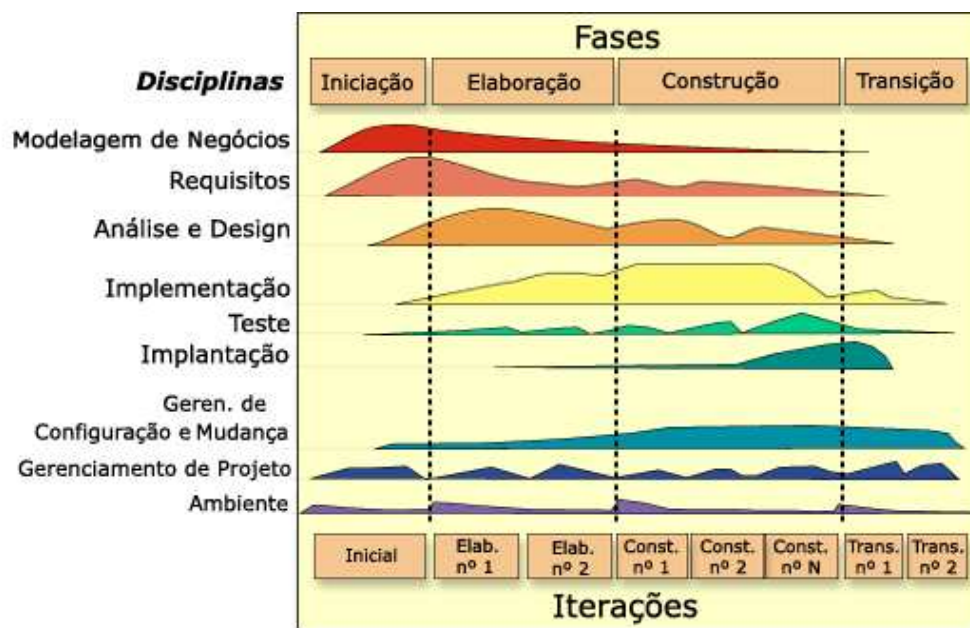 Fases
Disciplinas
Iniciação Elaboração Construção Transição
Modelagem de Negócios
Requisitos
Análise e Design
Implementação
Teste
Implantação
Geren. de
Configuração e Mudança
Gerenciamento de Projeto
Ambiente
Inicial Elab. Elab. Const. Const. Const. Trans. Trans.
nº 1 nº 2 nº 1 nº 2 nº N nº 1 nº 2
Iterações